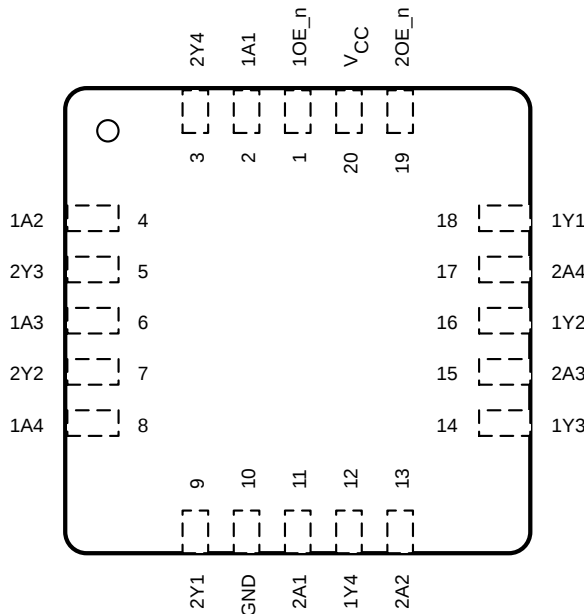 2Y4 1A1 1OE_n VCC 2OE_n
3 2 1 20 19
1A2 4 18 1Y1
2Y3 5 17 2A4
1A3 6 16 1Y2
2Y2 7 15 2A3
1A4 8 14 1Y3
9 10 11 12 13
2Y1 GND 2A1 1Y4 2A2